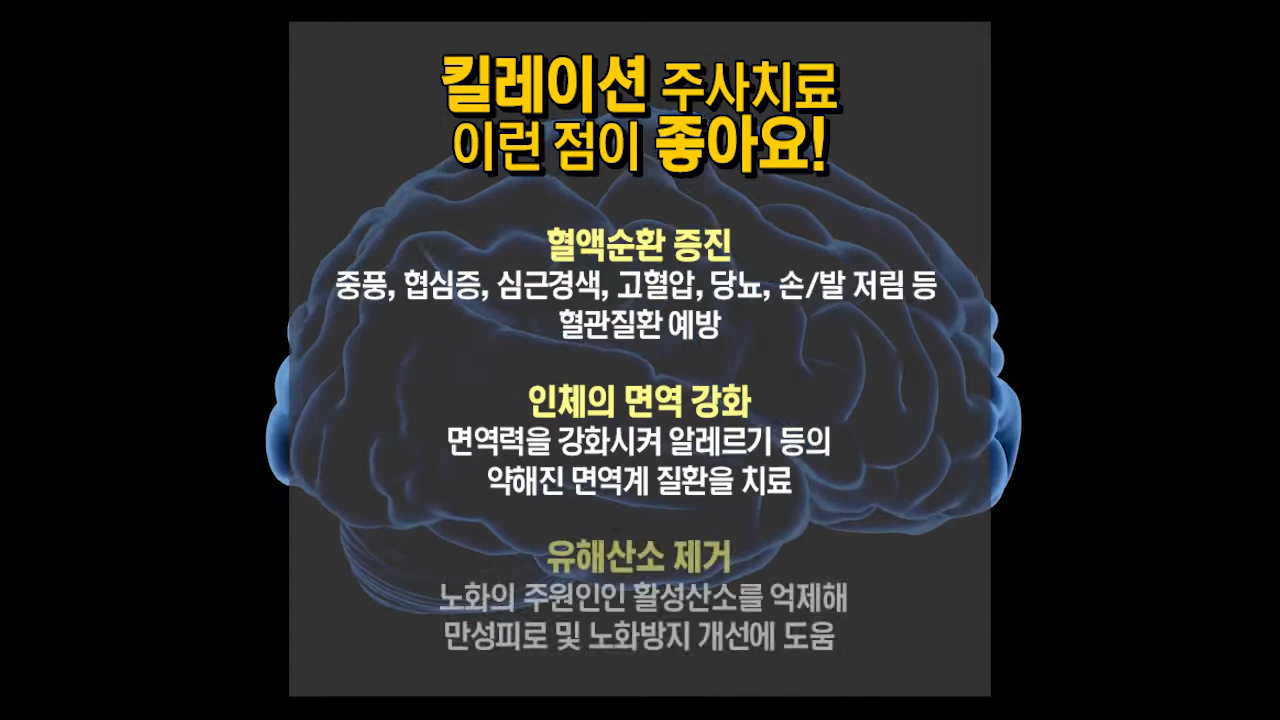 킬레이션 주사치료
이런 점이 좋아요!
혈액순환 증진
중풍, 협심증, 심근경색, 고혈압, 당뇨, 손/발 저림 등
혈관질환 예방
인체의 면역 강화
면역력을 강화시켜 알레르기 등의
약해진 면역계 질환을 치료
유해산소 제거
노화의 주원인인 활성산소를 억제해
만성피로 및 노화방지 개선에 도움